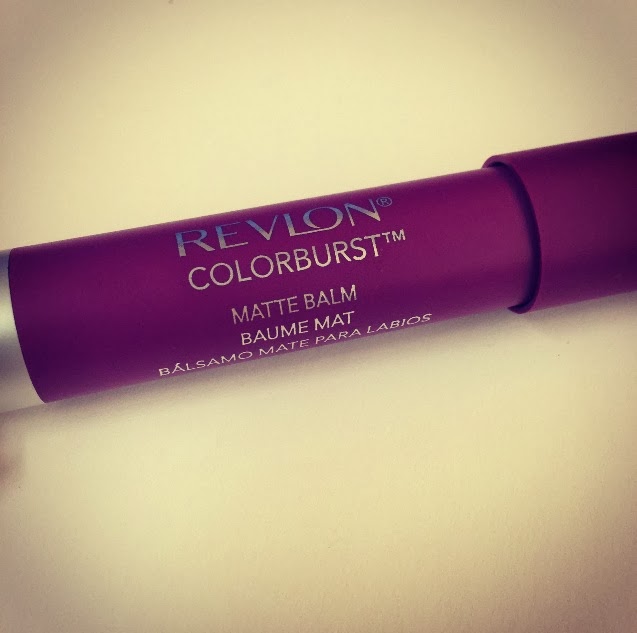 REVLON®
COLORBURST™
MATTE BALM
BAUME MAT
BÁLSAMO MATE PARA LABIOS